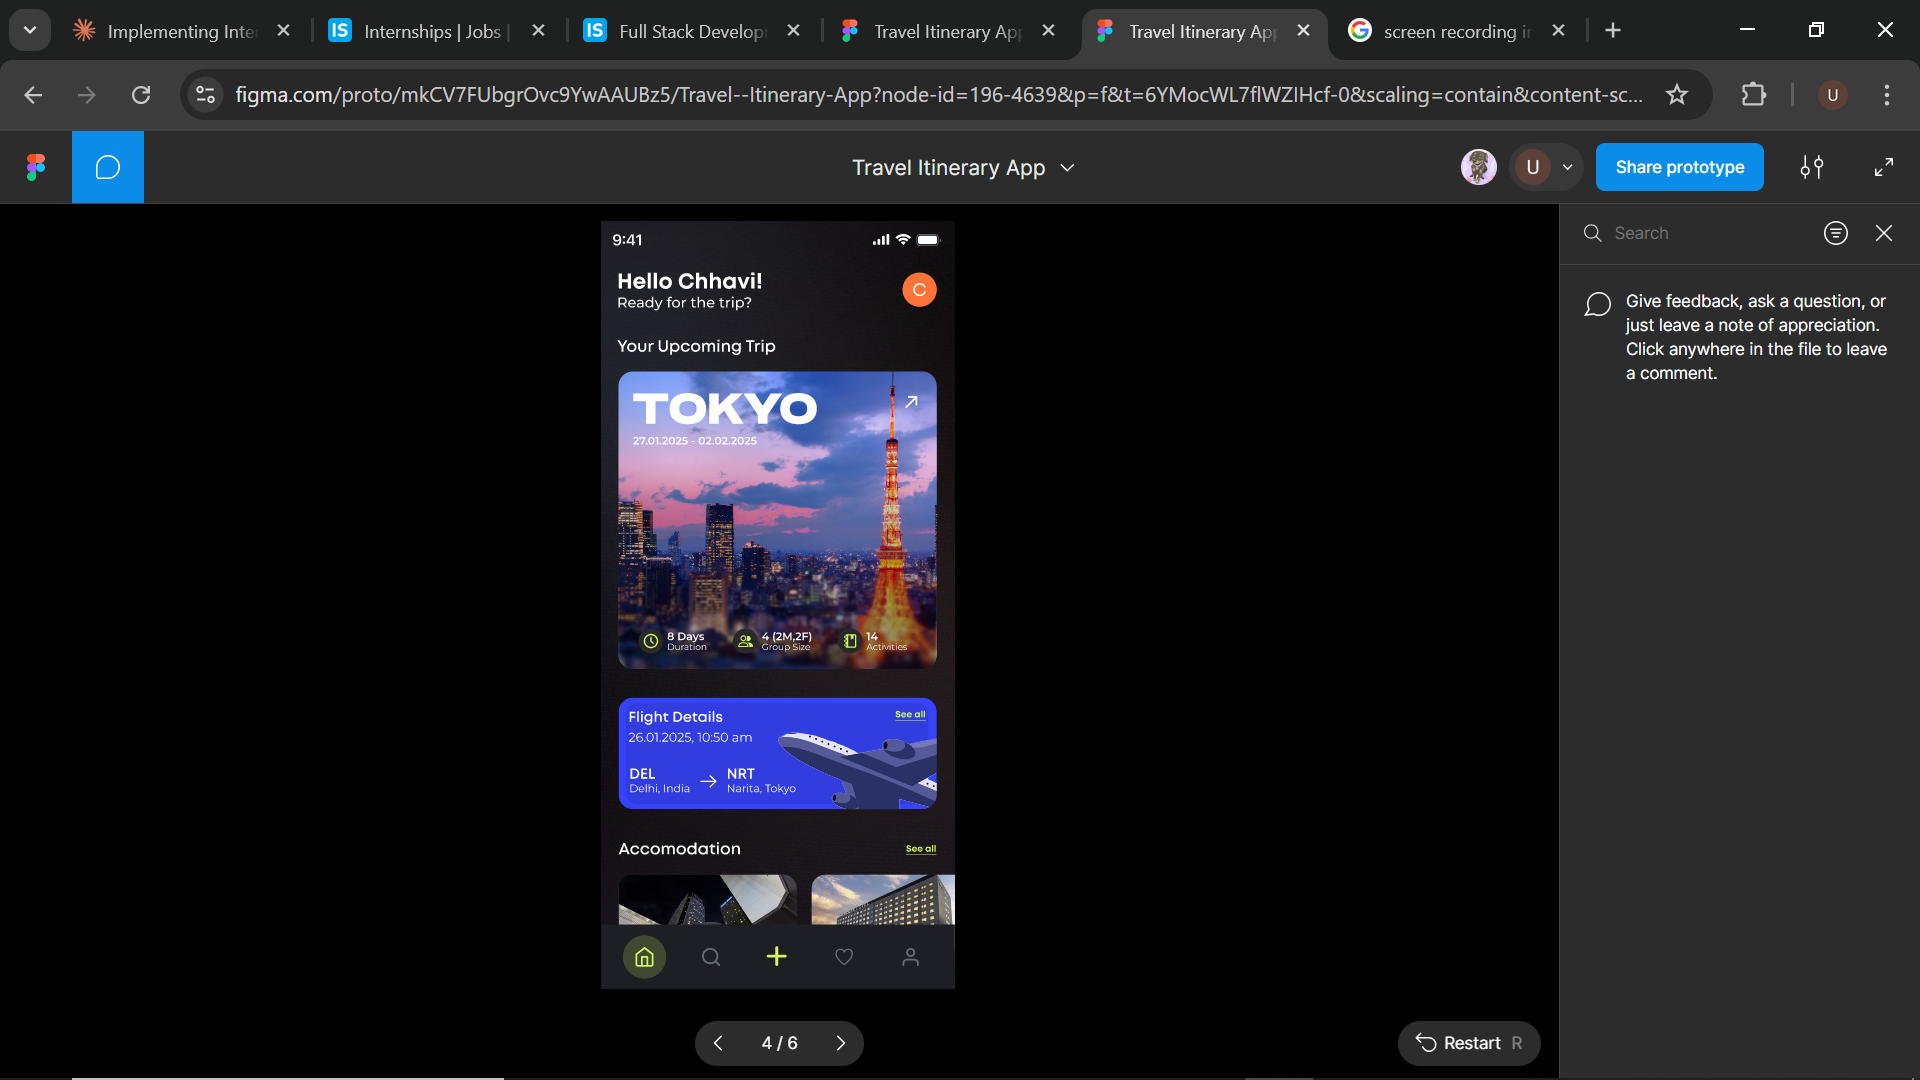 Implementing Inte
IS Internships | Jobs |
IS Full Stack Develop
Travel Itinerary Ap
Travel Itinerary Ap
screen recording i
figma.com/proto/mkCV7FUbgrOvc9YwAAUBz5/Travel--Itinerary-App?node-id=196-4639&p=f&t=6YMocWL7flWZIHcf-0&scaling=contain&content-sc...
U
Travel Itinerary App
U
Share prototype
9:41
Hello Chhavi!
Ready for the trip?
C
Your Upcoming Trip
TOKYO
27.01.2025 - 02.02.2025
8 Days
Duration
4 (2M,2F)
Group Size
14
Activities
Flight Details
See all
26.01.2025, 10:50 am
DEL
Delhi, India
NRT
Narita, Tokyo
Accomodation
See all
4 / 6
Restart R
Search
Give feedback, ask a question, or
just leave a note of appreciation.
Click anywhere in the file to leave
a comment.